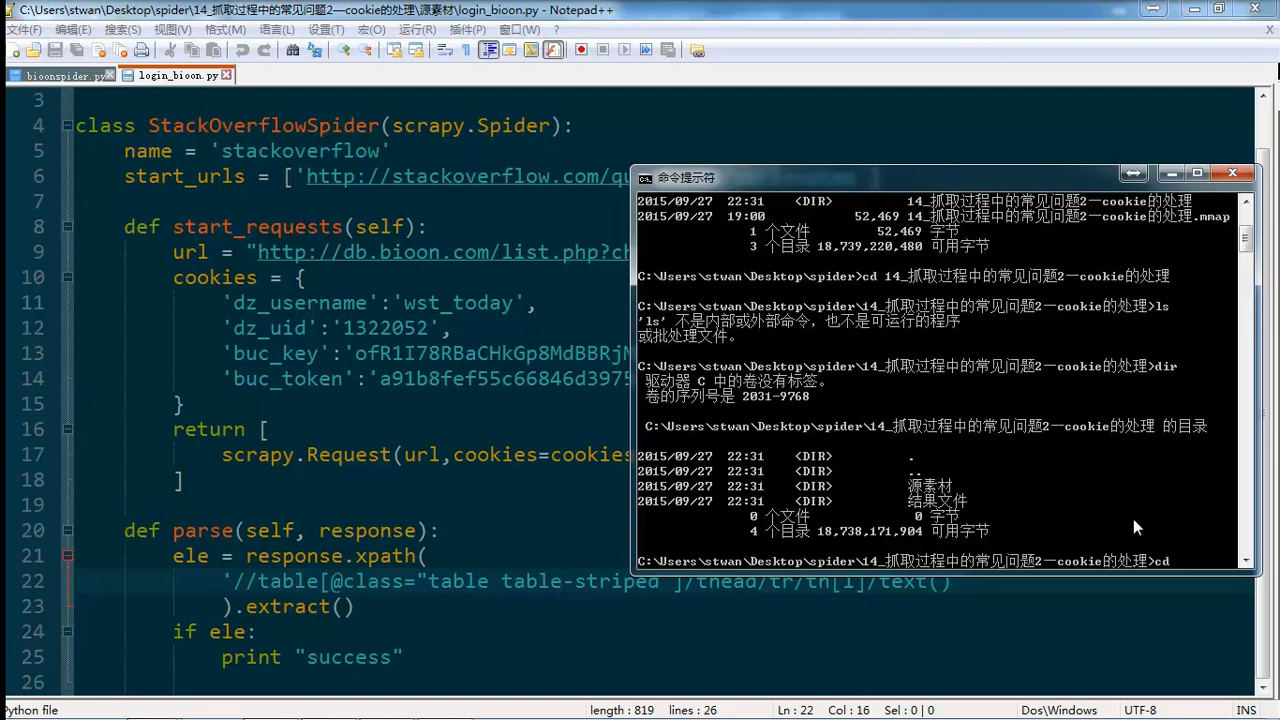 C:\Users\stwan\Desktop\spider\14_抓取过程中的常见问题2—cookie的处理\源素材\login_bioon.py - Notepad++
文件(F) 编辑(E) 搜索(S) 视图(V) 格式(M) 语言(L) 设置(T) 宏(O) 运行(R) 插件(P) 窗口(W) ?
X
bioonspider.py login_bioon.py
3
4 class StackOverflowSpider(scrapy.Spider):
5 name = 'stackoverflow'
6 start_urls = ['http://stackoverflow.com/qu
7
8 def start_requests(self):
9 url = "http://db.bioon.com/list.php?ch
10 cookies = {
11 'dz_username':'wst_today',
12 'dz_uid':'1322052',
13 'buc_key':'ofR1I78RBaCHkGp8MdBBRjM
14 'buc_token':'a91b8fef55c66846d3975
15 }
16 return [
17 scrapy.Request(url,cookies=cookies
18 ]
19
20 def parse(self, response):
21 ele = response.xpath(
22 '//table[@class="table table-striped"]/thead/tr/th[1]/text()
23 ).extract()
24 if ele:
25 print "success"
26
命令提示符
2015/09/27 22:31 <DIR> 14_抓取过程中的常见问题2—cookie的处理
2015/09/27 19:00 52,469 14_抓取过程中的常见问题2—cookie的处理.mmap
1 个文件 52,469 字节
3 个目录 18,739,220,480 可用字节
C:\Users\stwan\Desktop\spider>cd 14_抓取过程中的常见问题2—cookie的处理
C:\Users\stwan\Desktop\spider\14_抓取过程中的常见问题2—cookie的处理>ls
'ls' 不是内部或外部命令，也不是可运行的程序
或批处理文件。
C:\Users\stwan\Desktop\spider\14_抓取过程中的常见问题2—cookie的处理>dir
驱动器 C 中的卷没有标签。
卷的序列号是 2031-9768
C:\Users\stwan\Desktop\spider\14_抓取过程中的常见问题2—cookie的处理 的目录
2015/09/27 22:31 <DIR> .
2015/09/27 22:31 <DIR> ..
2015/09/27 22:31 <DIR> 源素材
2015/09/27 22:31 <DIR> 结果文件
0 个文件 0 字节
4 个目录 18,738,171,904 可用字节
C:\Users\stwan\Desktop\spider\14_抓取过程中的常见问题2—cookie的处理>cd
Python file length : 819 lines : 26 Ln : 22 Col : 16 Sel : 0 | 0 Dos\Windows UTF-8 INS